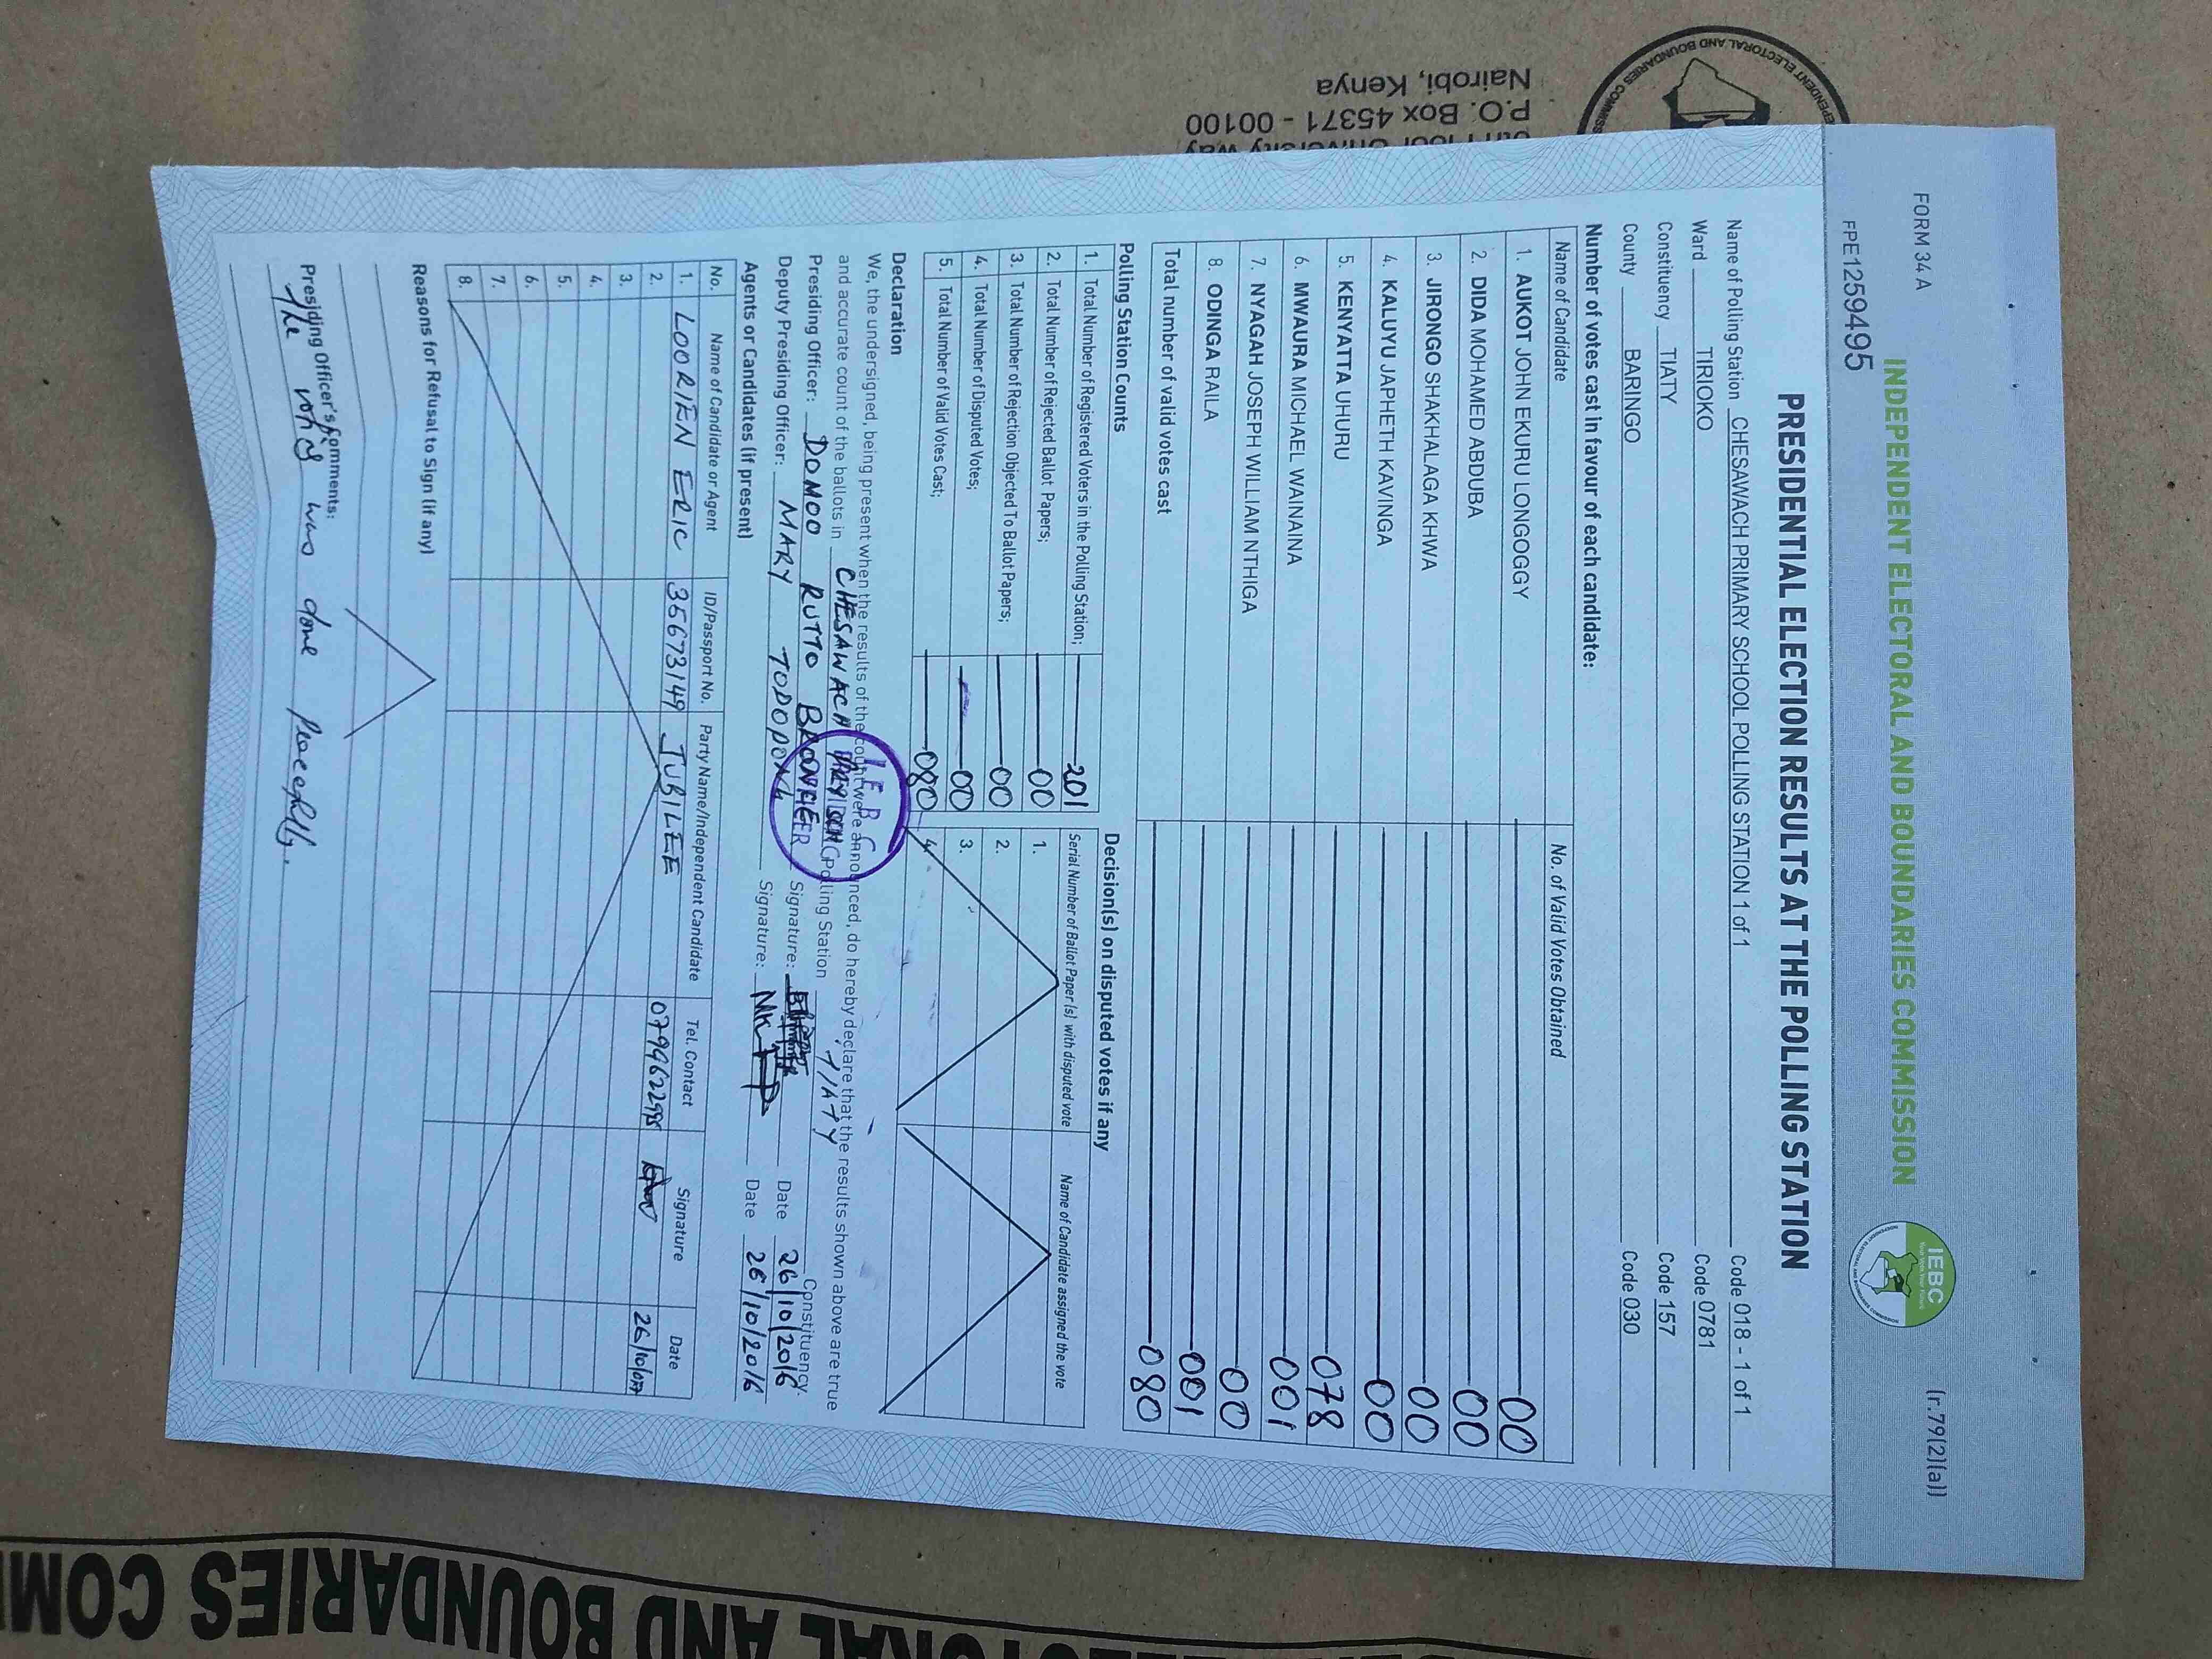 FORM 34 A
(r.79(2)(a))
INDEPENDENT ELECTORAL AND BOUNDARIES COMMISSION
IEBC
FPE1259495
PRESIDENTIAL ELECTION RESULTS AT THE POLLING STATION
Name of Polling Station CHESAWACH PRIMARY SCHOOL POLLING STATION 1 of 1 Code 018 - 1 of 1
Ward TIRIOKO Code 0781
Constituency TIATY Code 157
County BARINGO Code 030
Number of votes cast in favour of each candidate:
Name of Candidate No. of Valid Votes Obtained
1. AUKOT JOHN EKURU LONGOGGY 00
2. DIDA MOHAMED ABDUBA 00
3. JIRONGO SHAKHALAGA KHWA 00
4. KALUYU JAPHETH KAVINGA 00
5. KENYATTA UHURU 078
6. MWAURA MICHAEL WAINAINA 001
7. NYAGAH JOSEPH WILLIAM NTHIGA 00
8. ODINGA RAILA 001
Total number of valid votes cast 080
Polling Station Counts
1. Total Number of Registered Voters in the Polling Station; 201
2. Total Number of Rejected Ballot Papers; 00
3. Total Number of Rejection Objected To Ballot Papers; 00
4. Total Number of Disputed Votes; 00
5. Total Number of Valid Votes Cast; 080
Decision(s) on disputed votes if any
Serial Number of Ballot Paper(s) with disputed vote Name of Candidate assigned the vote
1.
2.
3.
4.
Declaration
We, the undersigned, being present when the results of the count were announced, do hereby declare that the results shown above are true
and accurate count of the ballots in CHESAWACH PRY SCH Polling Station TIATY Constituency.
Presiding Officer: DOMOO RUTTO BRONNIE Signature: Date 26/10/2016
Deputy Presiding Officer: MARY TODOPONG Signature: Date 26/10/2016
I.E.B.C
Agents or Candidates (if present)
No. Name of Candidate or Agent ID/Passport No. Party Name/Independent Candidate Tel. Contact Signature Date
1. LOORIEN ERIC 35673149 JUBILEE 0799962298 26/10/017
2.
3.
4.
5.
6.
7.
8.
Reasons for Refusal to Sign (if any)
Presiding Officer's Comments:
The voting was done peacefully.
Nairobi, Kenya
P.O. Box 45371 - 00100
University Way
INDEPENDENT ELECTORAL AND BOUNDARIES COMMISS
AND BOUNDARIES COM